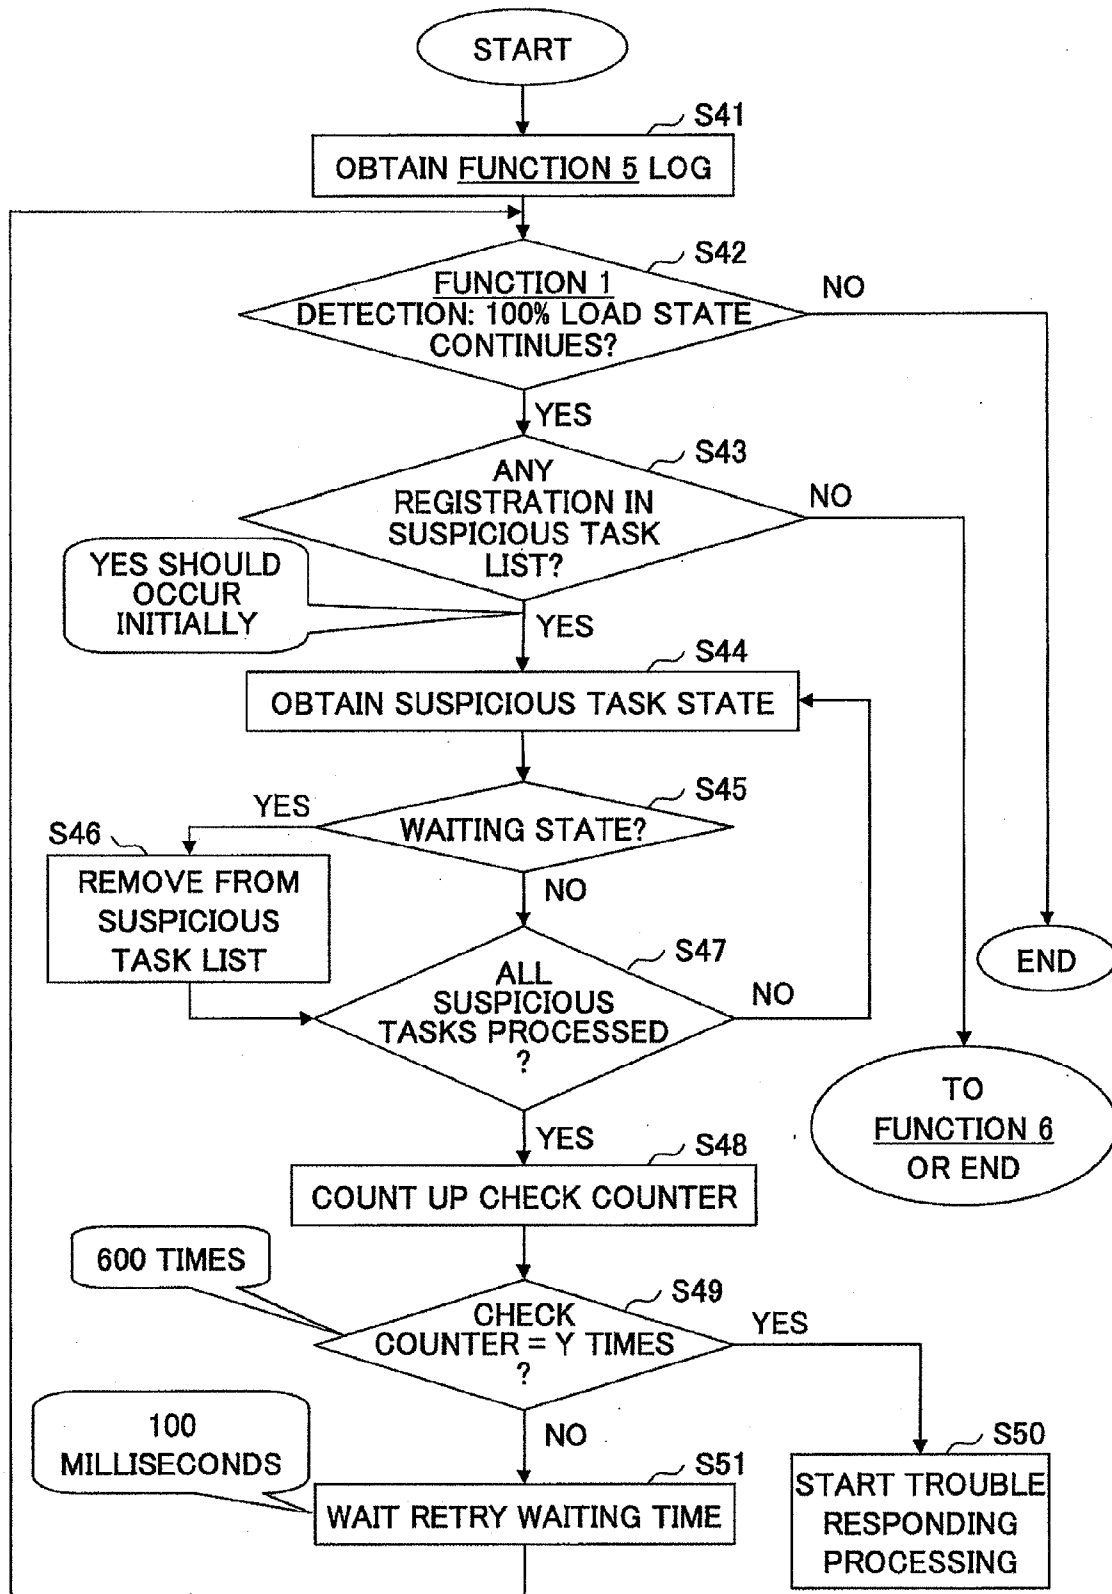 START
S41
OBTAIN FUNCTION 5 LOG
S42
FUNCTION 1
DETECTION: 100% LOAD STATE
CONTINUES?
NO
YES
S43
ANY
REGISTRATION IN
SUSPICIOUS TASK
LIST?
NO
YES SHOULD
OCCUR
INITIALLY
YES
S44
OBTAIN SUSPICIOUS TASK STATE
S45
WAITING STATE?
YES
S46
REMOVE FROM
SUSPICIOUS
TASK LIST
NO
S47
ALL
SUSPICIOUS
TASKS PROCESSED
?
NO
END
TO
FUNCTION 6
OR END
YES
S48
COUNT UP CHECK COUNTER
600 TIMES
S49
CHECK
COUNTER = Y TIMES
?
YES
100
MILLISECONDS
NO
S51
WAIT RETRY WAITING TIME
S50
START TROUBLE
RESPONDING
PROCESSING